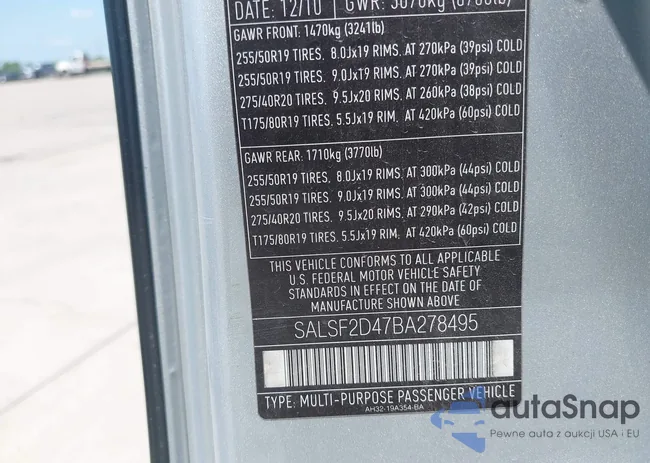 DATE: 12/10 GWR: 3070kg (6768lb)
GAWR FRONT: 1470kg (3241lb)
255/50R19 TIRES. 8.0Jx19 RIMS. AT 270kPa (39psi) COLD
255/50R19 TIRES. 9.0Jx19 RIMS. AT 270kPa (39psi) COLD
275/40R20 TIRES. 9.5Jx20 RIMS. AT 260kPa (38psi) COLD
T175/80R19 TIRES. 5.5Jx19 RIM. AT 420kPa (60psi) COLD
GAWR REAR: 1710kg (3770lb)
255/50R19 TIRES. 8.0Jx19 RIMS. AT 300kPa (44psi) COLD
255/50R19 TIRES. 9.0Jx19 RIMS. AT 300kPa (44psi) COLD
275/40R20 TIRES. 9.5Jx20 RIMS. AT 290kPa (42psi) COLD
T175/80R19 TIRES. 5.5Jx19 RIM. AT 420kPa (60psi) COLD
THIS VEHICLE CONFORMS TO ALL APPLICABLE
U.S. FEDERAL MOTOR VEHICLE SAFETY
STANDARDS IN EFFECT ON THE DATE OF
MANUFACTURE SHOWN ABOVE
SALSF2D47BA278495
TYPE: MULTI-PURPOSE PASSENGER VEHICLE
AH32-19A354-BA
autoSnap
Pewne auta z aukcji USA i EU